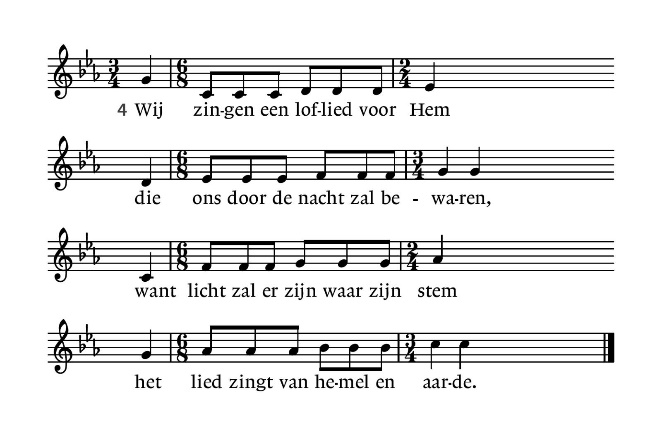 4 Wij zin-gen een lof-lied voor Hem
die ons door de nacht zal be - wa-ren,
want licht zal er zijn waar zijn stem
het lied zingt van he-mel en aar-de.